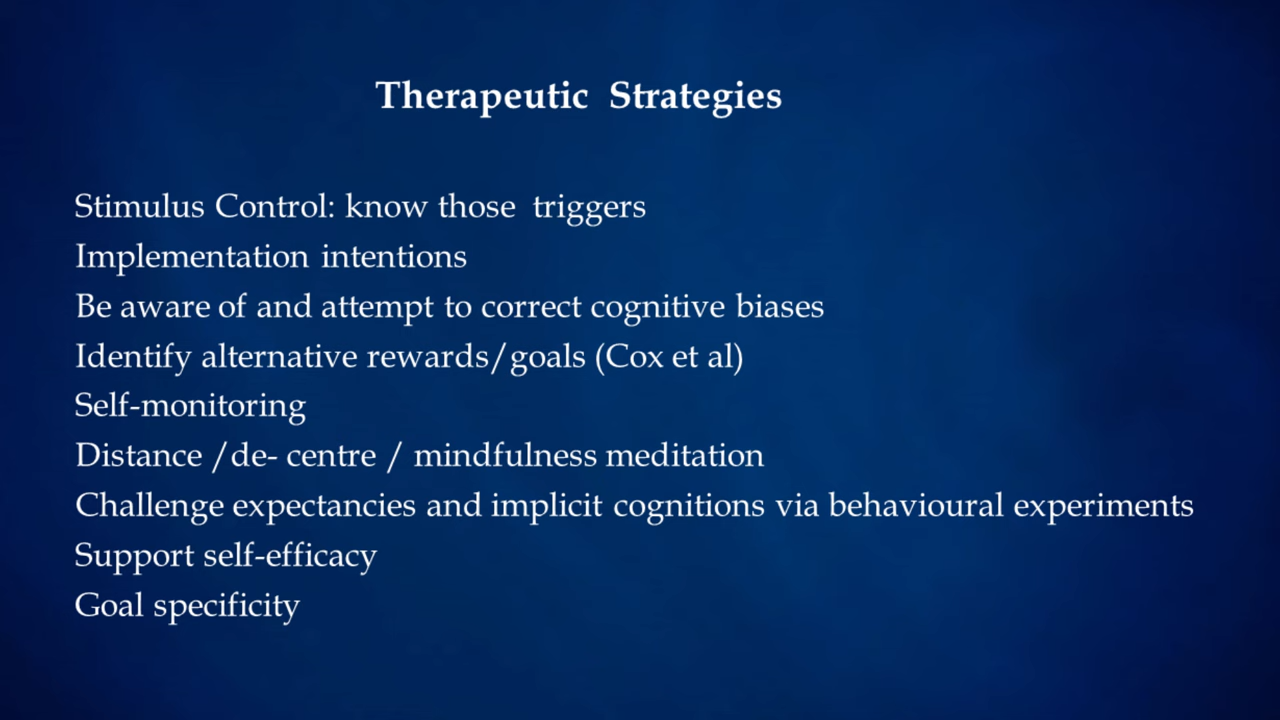 Therapeutic Strategies
Stimulus Control: know those triggers
Implementation intentions
Be aware of and attempt to correct cognitive biases
Identify alternative rewards/goals (Cox et al)
Self-monitoring
Distance /de- centre / mindfulness meditation
Challenge expectancies and implicit cognitions via behavioural experiments
Support self-efficacy
Goal specificity